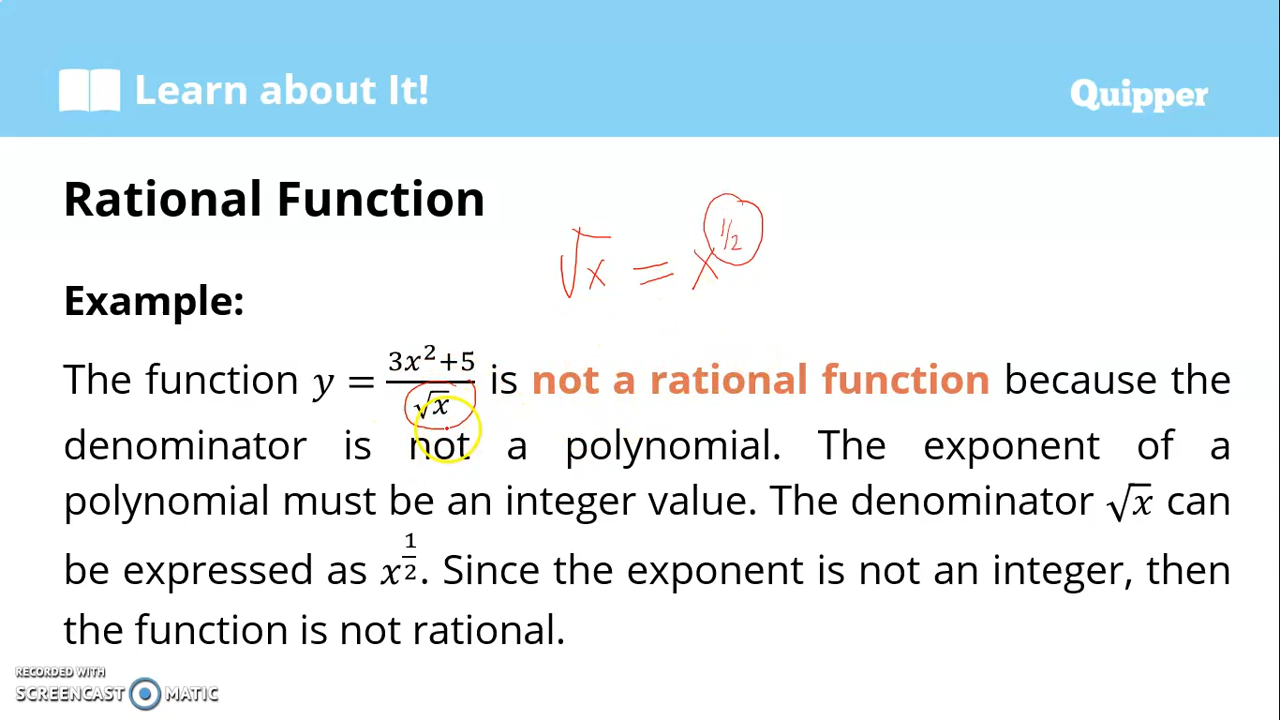 Learn about It!
Quipper
Rational Function
√x = x^1/2
Example:
The function y = (3x²+5)/√x is not a rational function because the
denominator is not a polynomial. The exponent of a
polynomial must be an integer value. The denominator √x can
be expressed as x^(1/2). Since the exponent is not an integer, then
the function is not rational.
RECORDED WITH
SCREENCAST MATIC